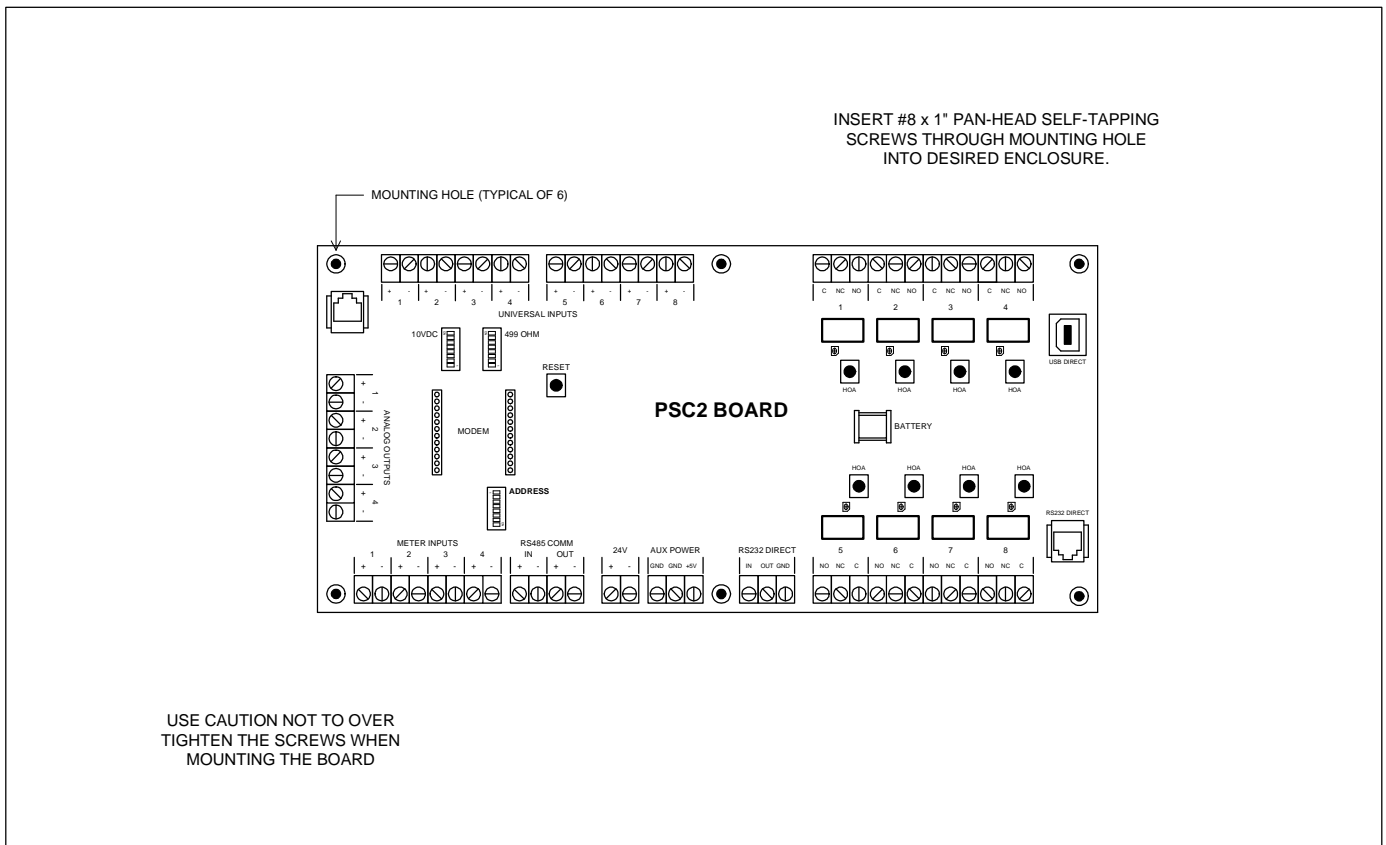 INSERT #8 x 1" PAN-HEAD SELF-TAPPING
SCREWS THROUGH MOUNTING HOLE
INTO DESIRED ENCLOSURE.
MOUNTING HOLE (TYPICAL OF 6)
+ - + - + - + - + - + - + - + -
1 2 3 4 5 6 7 8
UNIVERSAL INPUTS
C NC NO C NC NO C NC NO C NC NO
1 2 3 4
10VDC
499 OHM
RESET
USB DIRECT
HOA HOA HOA HOA
+ - + - + - + -
1 2 3 4
ANALOG OUTPUTS
MODEM
PSC2 BOARD
BATTERY
ADDRESS
HOA HOA HOA HOA
RS232 DIRECT
METER INPUTS
1 2 3 4
+ - + - + - + -
RS485 COMM
IN OUT
+ - + -
24V
+ -
AUX POWER
GND GND +5V
RS232 DIRECT
IN OUT GND
5 6 7 8
NO NC C NO NC C NO NC C NO NC C
USE CAUTION NOT TO OVER
TIGHTEN THE SCREWS WHEN
MOUNTING THE BOARD